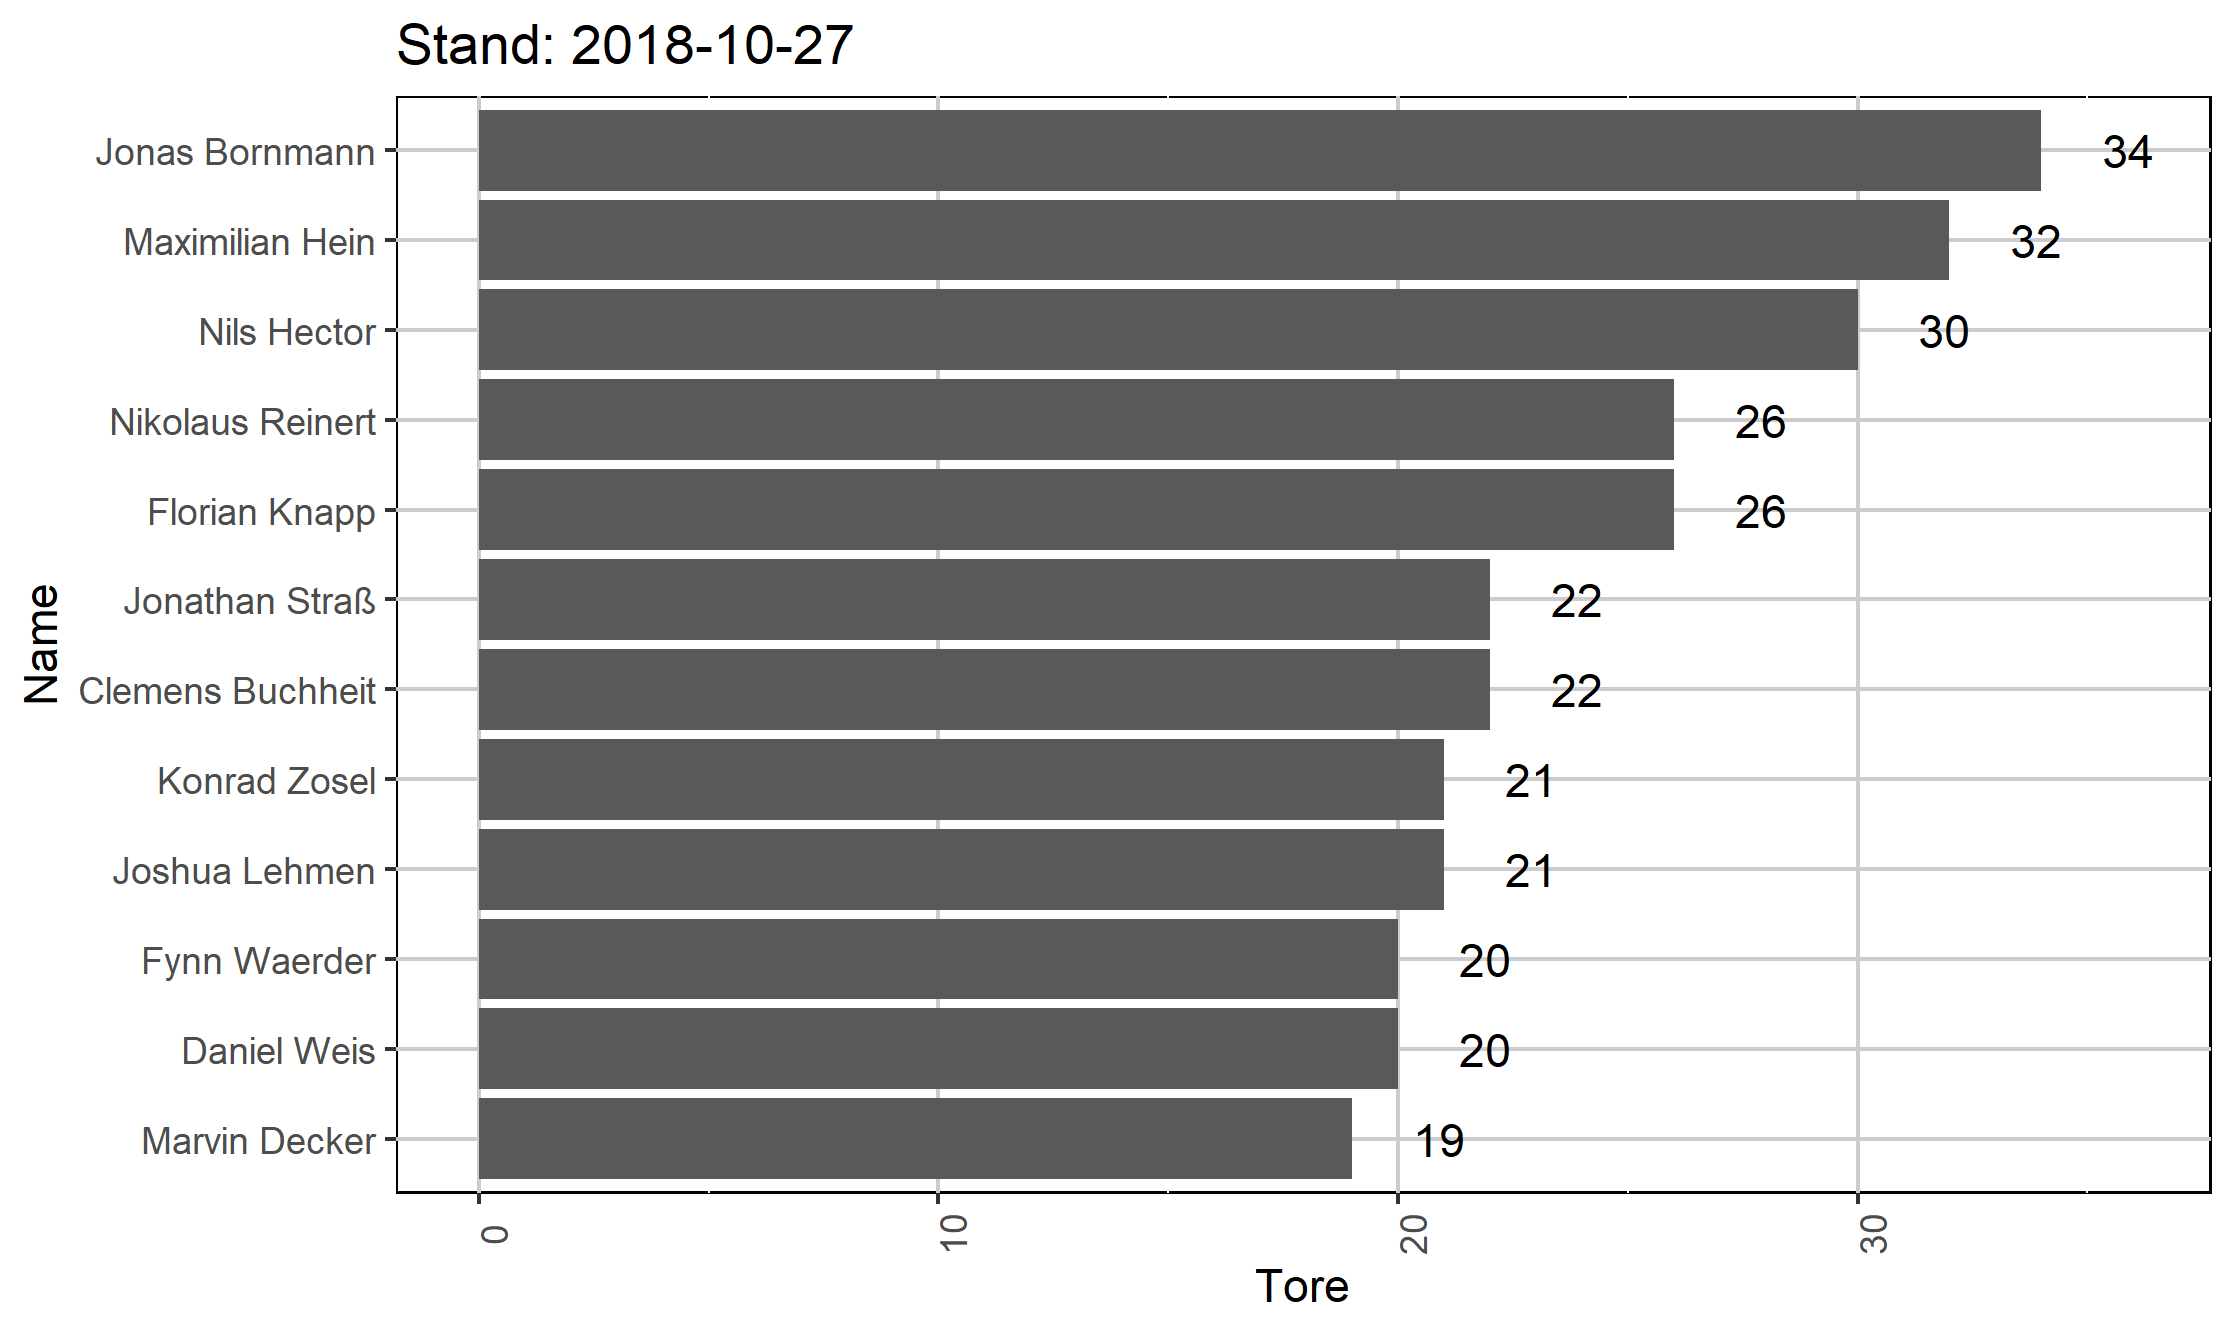 Stand: 2018-10-27
Name
Jonas Bornmann 34
Maximilian Hein 32
Nils Hector 30
Nikolaus Reinert 26
Florian Knapp 26
Jonathan Straß 22
Clemens Buchheit 22
Konrad Zosel 21
Joshua Lehmen 21
Fynn Waerder 20
Daniel Weis 20
Marvin Decker 19
0 10 20 30
Tore